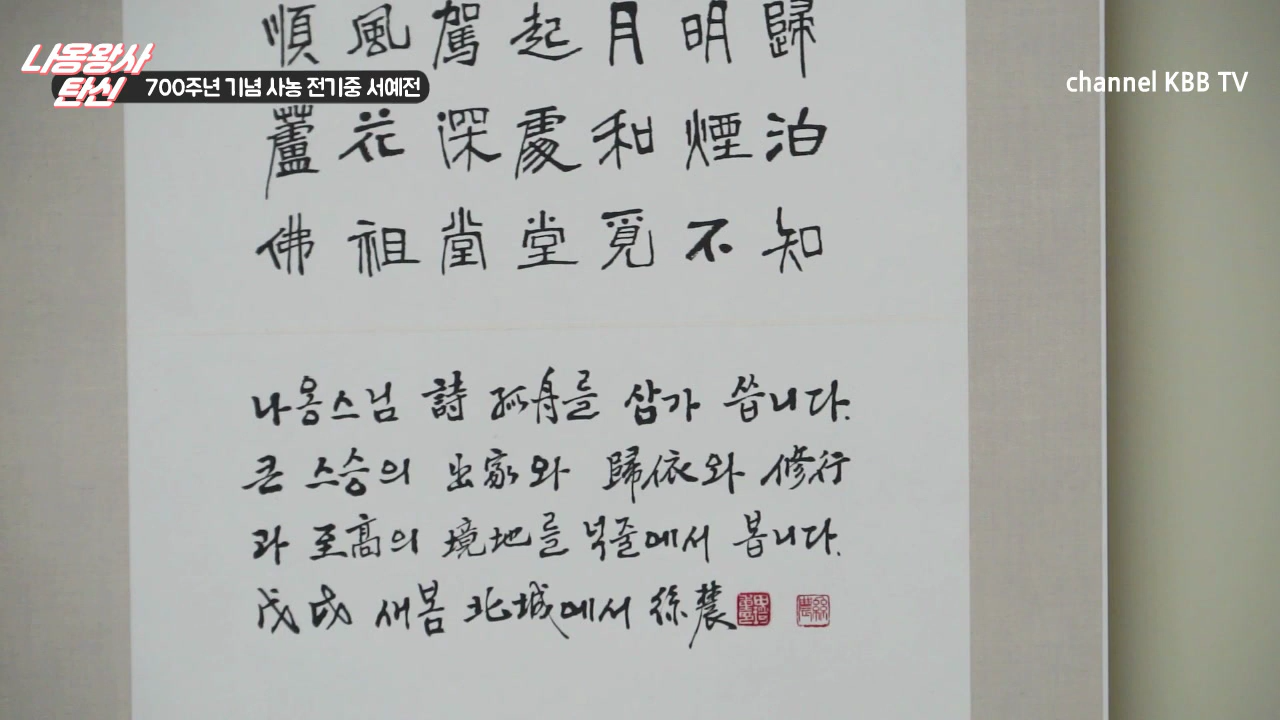 나옹왕사
탄신
700주년 기념 사농 전기중 서예전
channel KBB TV
順風駕起月明歸
蘆花深處和煙泊
佛祖堂堂覓不知
나옹스님 詩 孤舟를 삼가 씁니다.
큰 스승의 出家와 歸依와 修行
과 至高의 境地를 넉줄에서 봅니다.
戊戌 새봄 北城에서 絲農